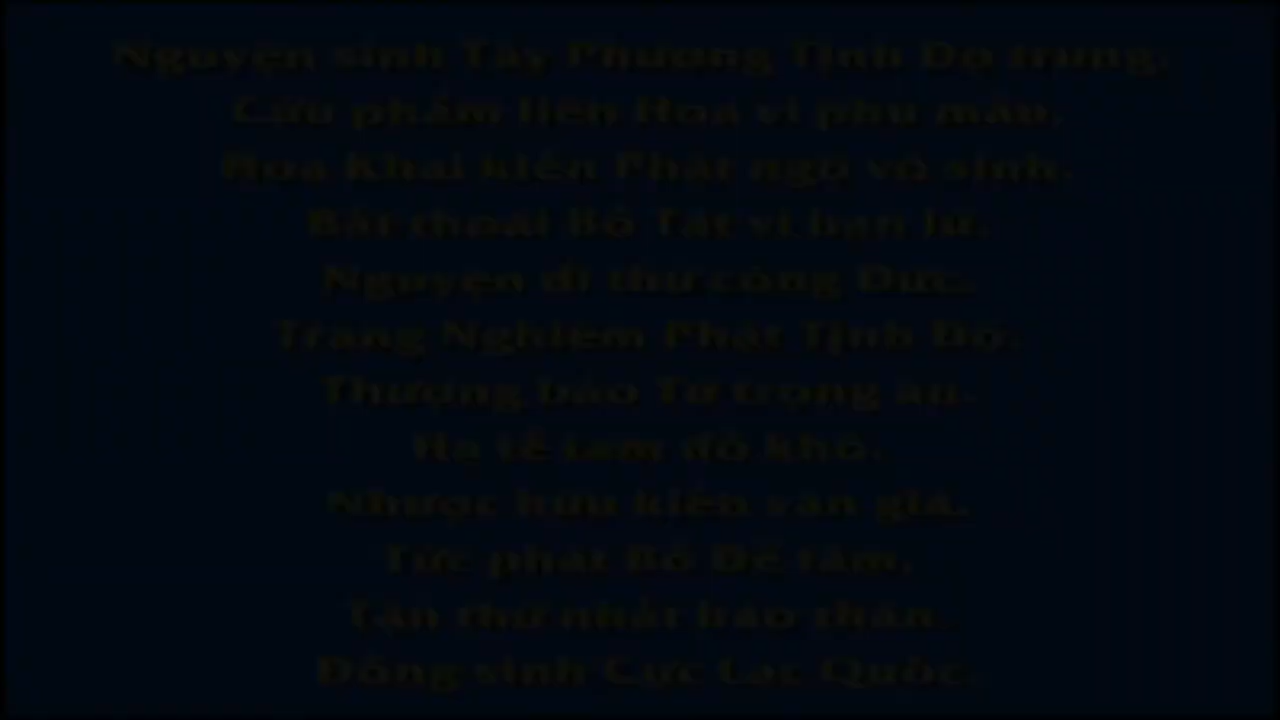 Nguyện sinh Tây Phương Tịnh Độ trung,
Cửu phẩm liên Hoa vi phụ mẫu.
Hoa Khai kiến Phật ngộ vô sinh,
Bất thoái Bồ Tát vi bạn lữ.
Nguyện dĩ thử công Đức,
Trang Nghiêm Phật Tịnh Độ.
Thượng báo Tứ trọng ân,
Hạ tế tam đồ khổ.
Nhược hữu kiến văn giả,
Tức phát Bồ Đề tâm,
Tận thử nhất báo thân,
Đồng sinh Cực Lạc Quốc.